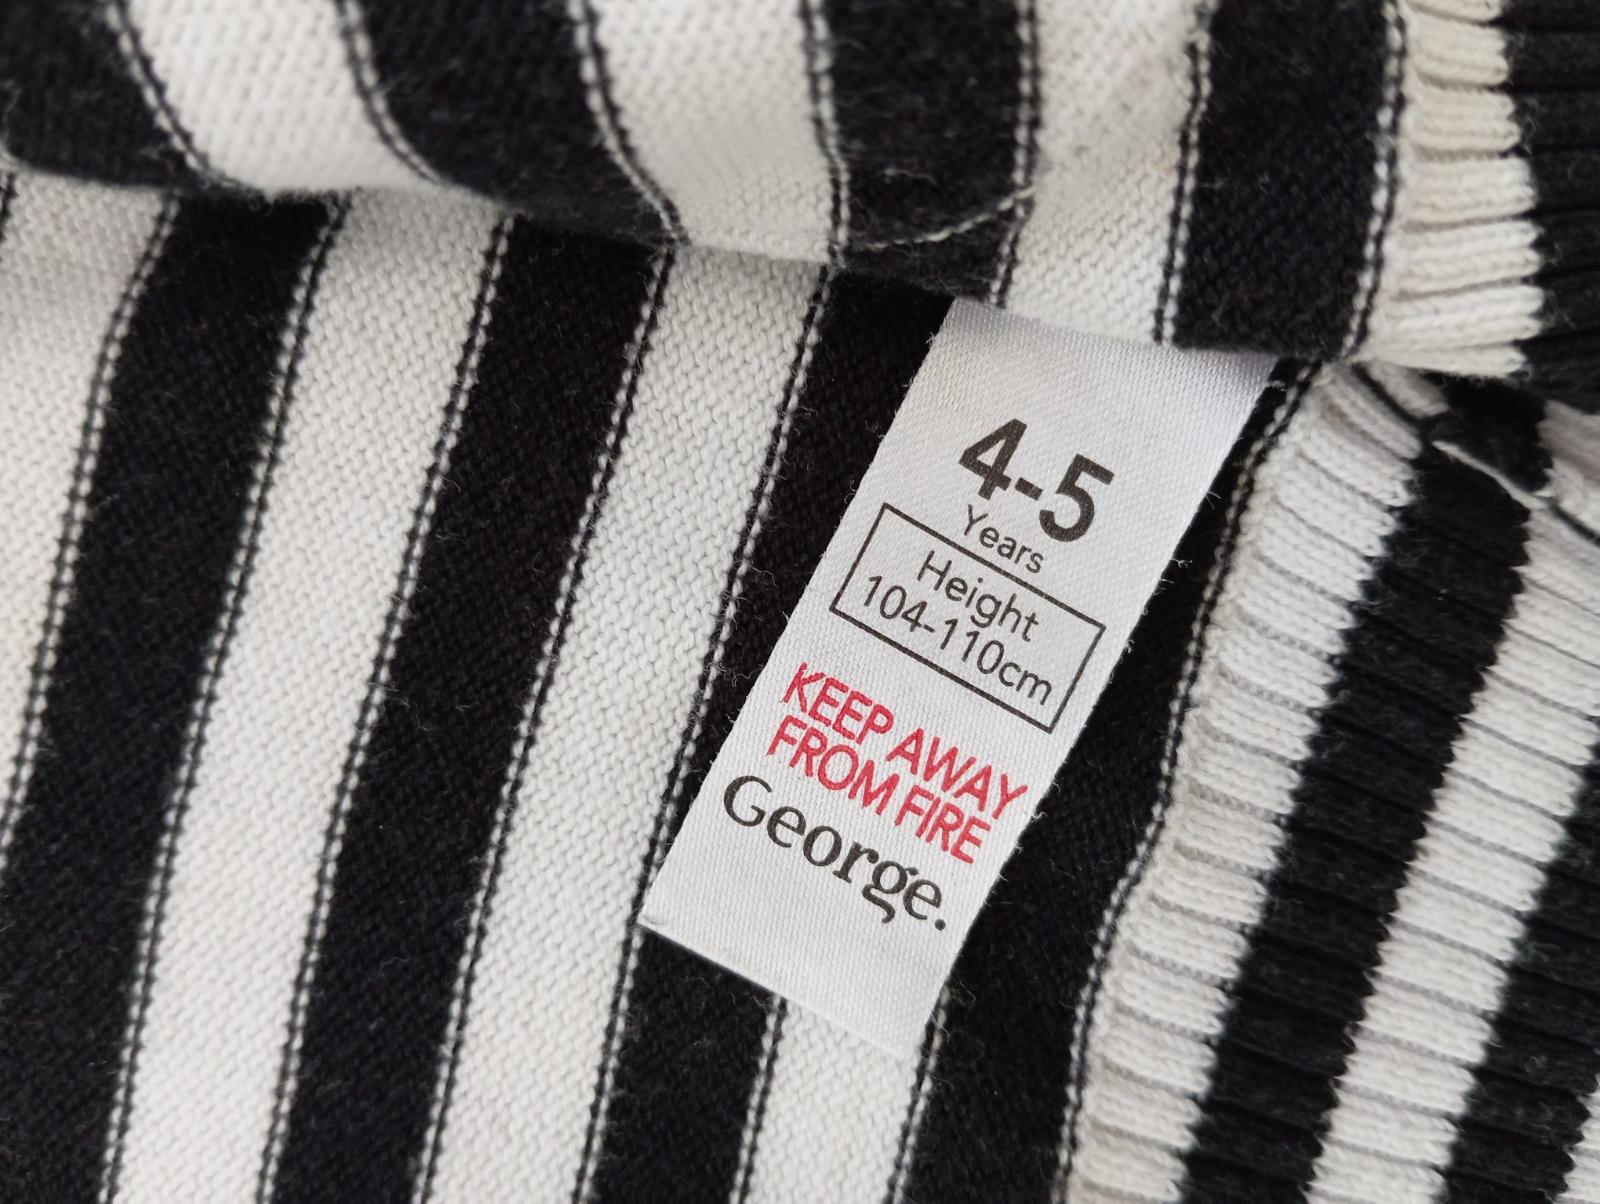 4-5
Years
Height
104-110cm
KEEP AWAY
FROM FIRE
George.